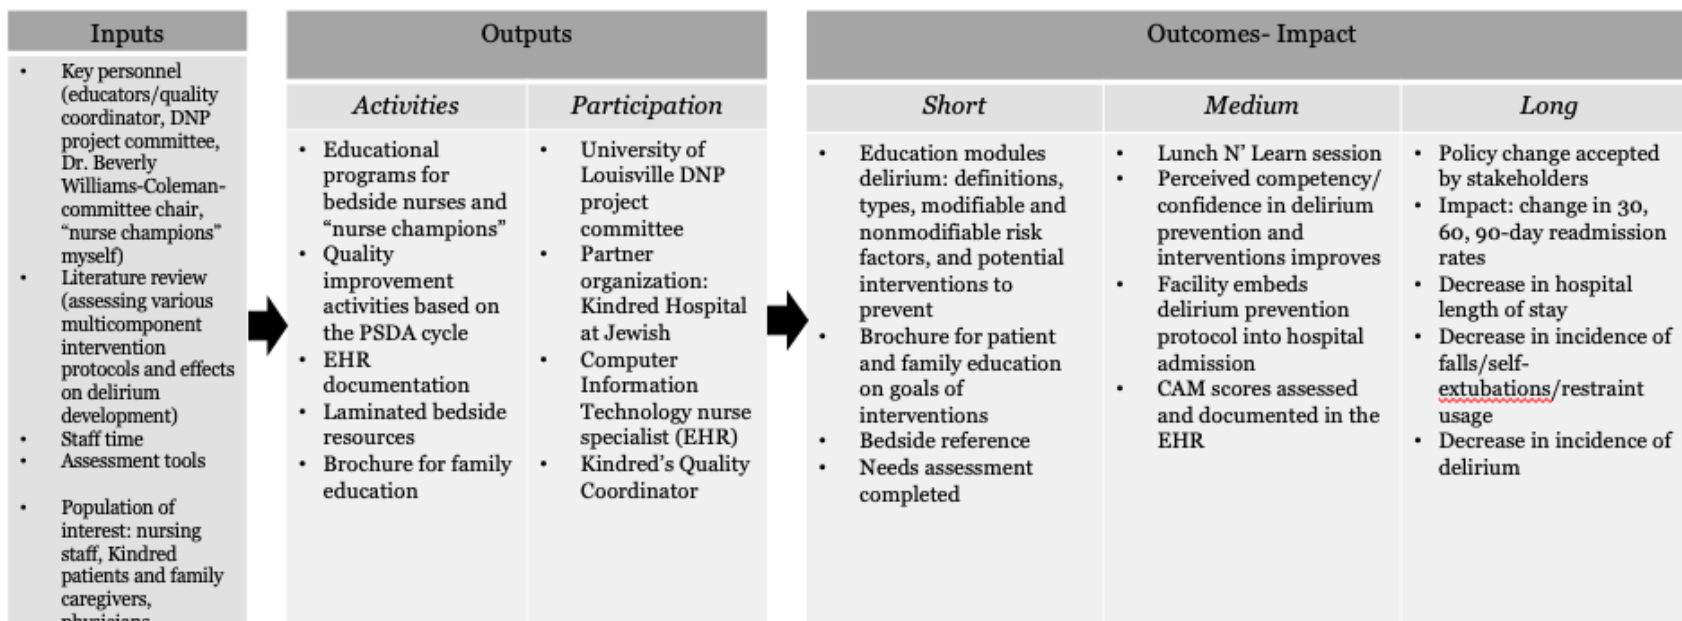 Inputs
• Key personnel
(educators/quality
coordinator, DNP
project committee,
Dr. Beverly
Williams-Coleman-
committee chair,
“nurse champions”
myself)
• Literature review
(assessing various
multicomponent
intervention
protocols and effects
on delirium
development)
• Staff time
• Assessment tools
• Population of
interest: nursing
staff, Kindred
patients and family
caregivers,
physicians
Outputs
Activities
• Educational
programs for
bedside nurses and
“nurse champions”
• Quality
improvement
activities based on
the PSDA cycle
• EHR
documentation
• Laminated bedside
resources
• Brochure for family
education
Participation
• University of
Louisville DNP
project
committee
• Partner
organization:
Kindred Hospital
at Jewish
• Computer
Information
Technology nurse
specialist (EHR)
• Kindred’s Quality
Coordinator
Outcomes- Impact
Short
• Education modules
delirium: definitions,
types, modifiable and
nonmodifiable risk
factors, and potential
interventions to
prevent
• Brochure for patient
and family education
on goals of
interventions
• Bedside reference
• Needs assessment
completed
Medium
• Lunch N’ Learn session
• Perceived competency/
confidence in delirium
prevention and
interventions improves
• Facility embeds
delirium prevention
protocol into hospital
admission
• CAM scores assessed
and documented in the
EHR
Long
• Policy change accepted
by stakeholders
• Impact: change in 30,
60, 90-day readmission
rates
• Decrease in hospital
length of stay
• Decrease in incidence of
falls/self-
extubations/restraint
usage
• Decrease in incidence of
delirium